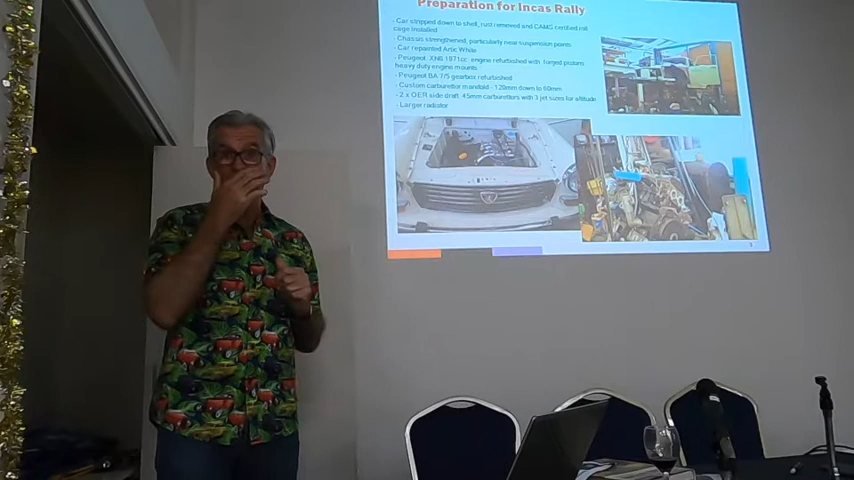 Preparation for Incas Rally
- Car stripped down to shell, rust removed and CAMS certified roll
cage installed
- Chassis strengthened, particularly near suspension points
- Car repainted Artic White
- Peugeot XN6 1971cc engine refurbished with forged pistons,
heavy duty engine mounts
- Peugeot BA 7/5 gearbox refurbished
- Custom carburetor manifold - 120mm down to 60mm
- 2 x OER side draft 45mm carburettors with 3 jet sizes for altitude
- Larger radiator